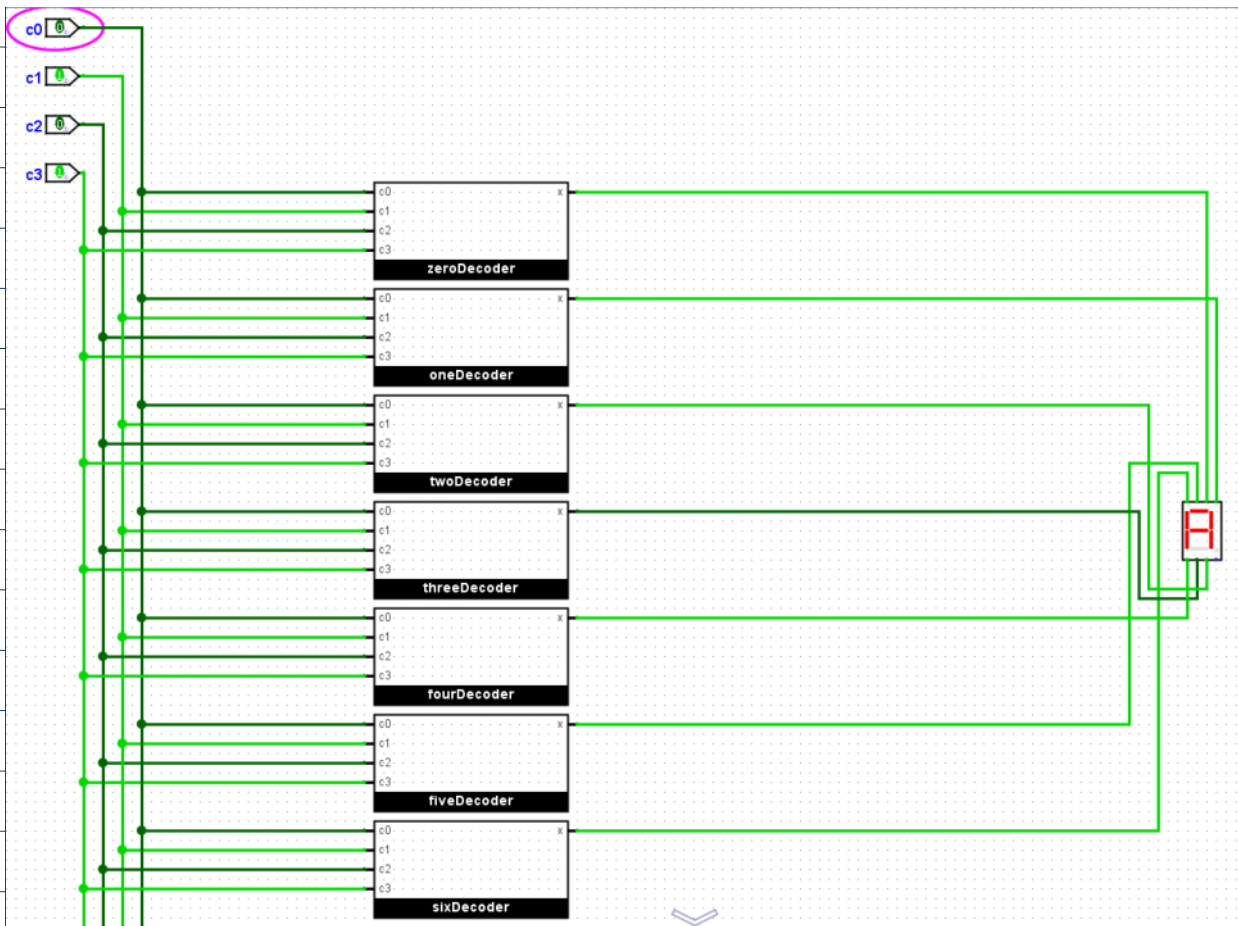 c0 0
c1 1
c2 0
c3 1
c0 x
c1
c2
c3
zeroDecoder
c0 x
c1
c2
c3
oneDecoder
c0 x
c1
c2
c3
twoDecoder
c0 x
c1
c2
c3
threeDecoder
c0 x
c1
c2
c3
fourDecoder
c0 x
c1
c2
c3
fiveDecoder
c0 x
c1
c2
c3
sixDecoder
A